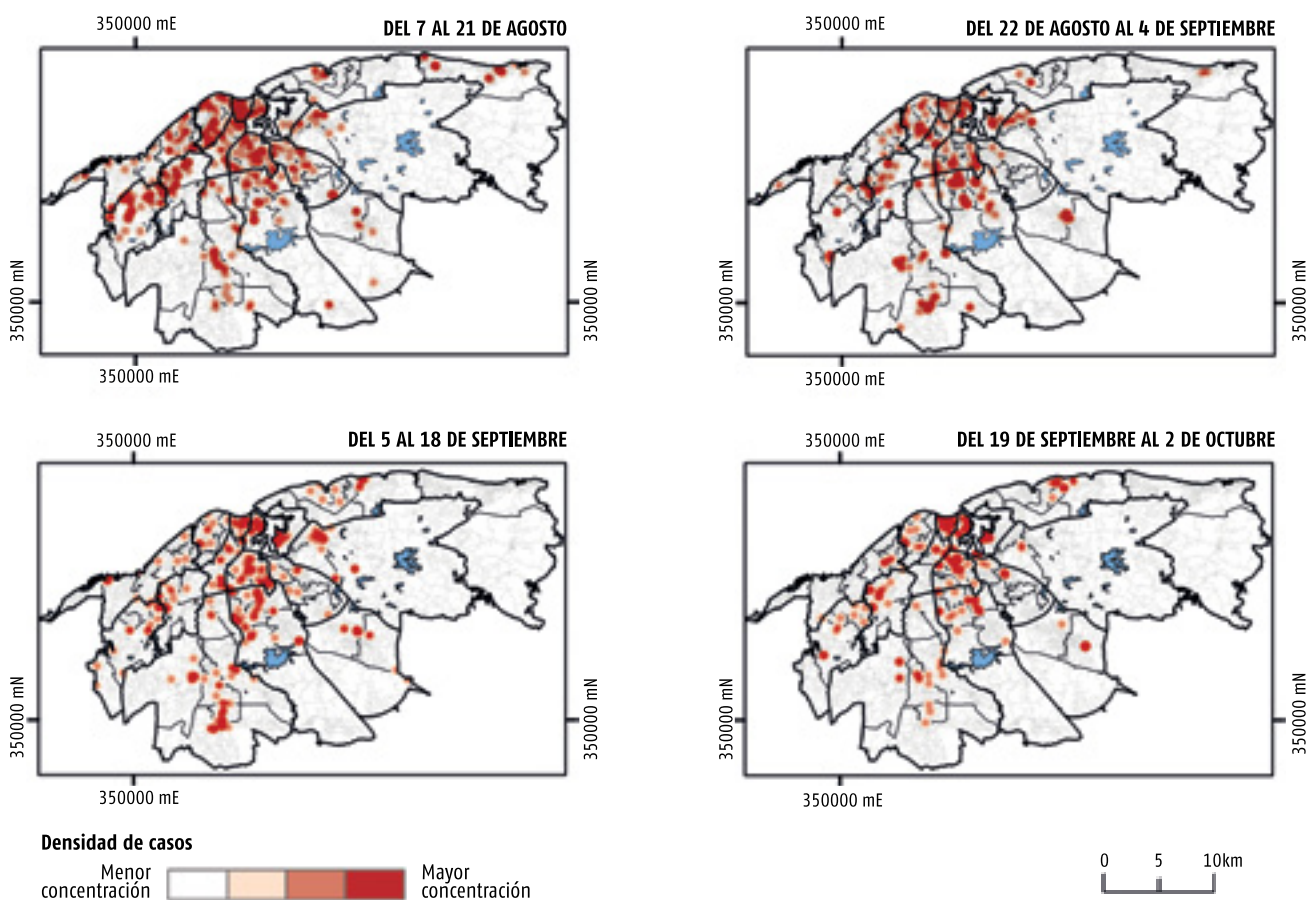 350000 mE
DEL 7 AL 21 DE AGOSTO
350000 mN
350000 mN
350000 mE
350000 mE
DEL 22 DE AGOSTO AL 4 DE SEPTIEMBRE
350000 mN
350000 mN
350000 mE
350000 mE
DEL 5 AL 18 DE SEPTIEMBRE
350000 mN
350000 mN
350000 mE
350000 mE
DEL 19 DE SEPTIEMBRE AL 2 DE OCTUBRE
350000 mN
350000 mN
350000 mE
Densidad de casos
Menor
concentración
Mayor
concentración
0 5 10km